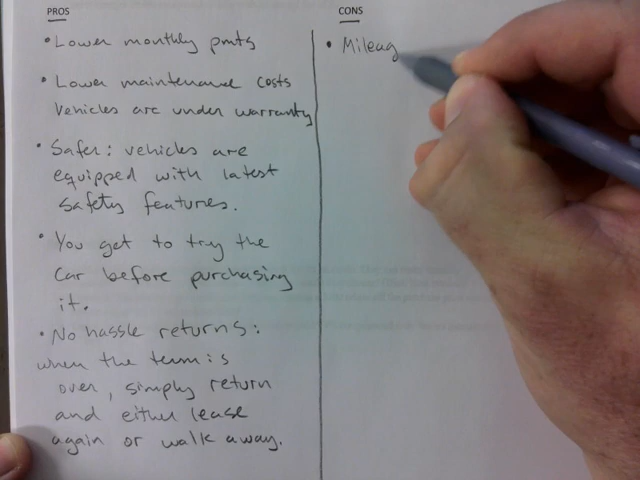 PROS
• Lower monthly pmts
• Lower maintenance costs
Vehicles are under warranty
• Safer: vehicles are
equipped with latest
safety features.
• You get to try the
car before purchasing
it.
• No hassle returns:
when the term is
over, simply return
and either lease
again or walk away.
CONS
• Mileag